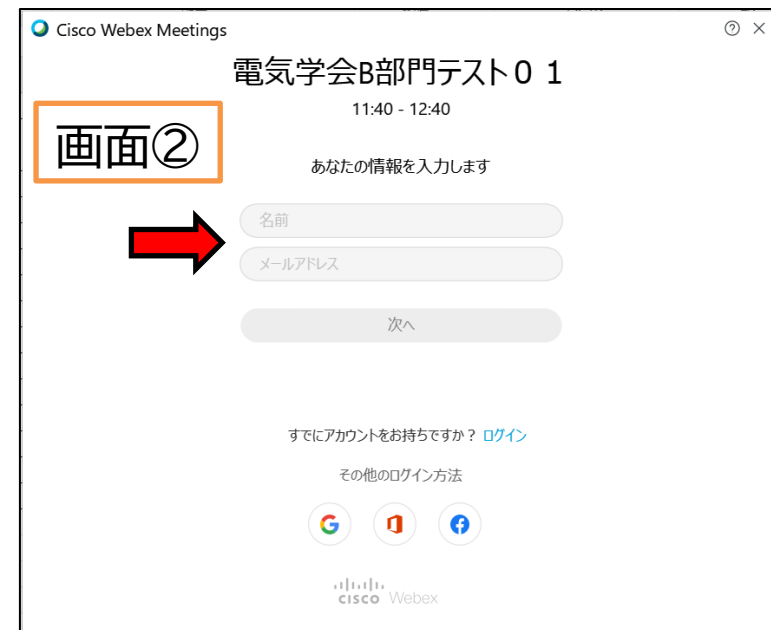 Cisco Webex Meetings
電気学会B部門テスト０１
11:40 - 12:40
画面②
あなたの情報を入力します
名前
メールアドレス
次へ
すでにアカウントをお持ちですか？ ログイン
その他のログイン方法
CISCO Webex